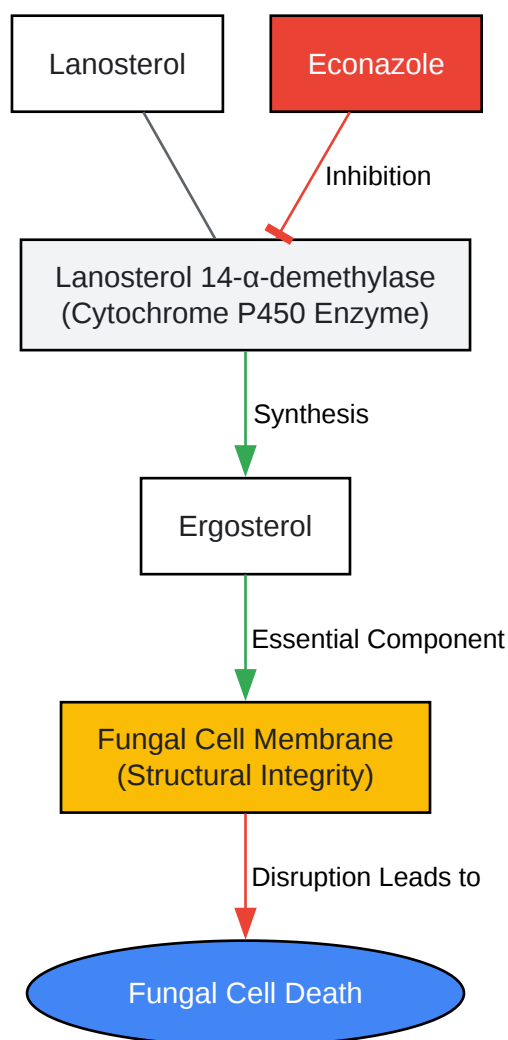 Lanosterol
Econazole
Inhibition
Lanosterol 14-α-demethylase
(Cytochrome P450 Enzyme)
Synthesis
Ergosterol
Essential Component
Fungal Cell Membrane
(Structural Integrity)
Disruption Leads to
Fungal Cell Death